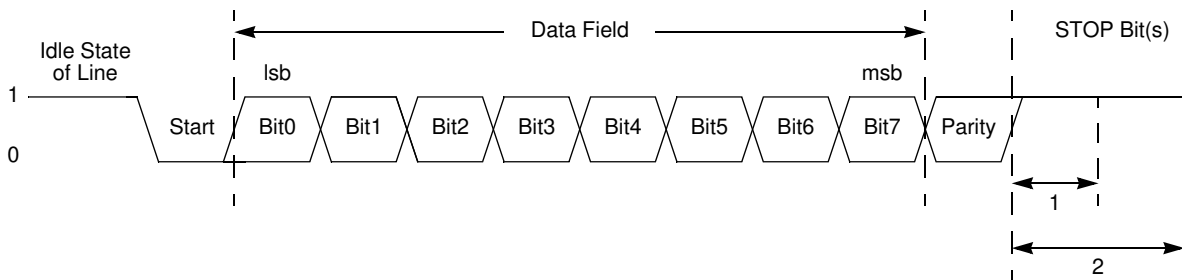 Data Field
STOP Bit(s)
Idle State
of Line
lsb
msb
1
Start
Bit0
Bit1
Bit2
Bit3
Bit4
Bit5
Bit6
Bit7
Parity
0
1
2